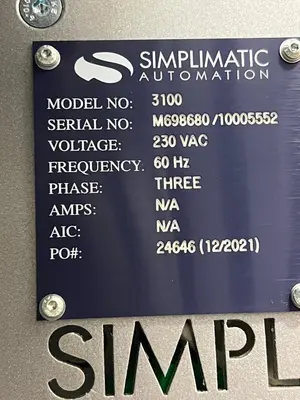 SIMPLIMATIC
AUTOMATION
MODEL NO: 3100
SERIAL NO: M698680/10005552
VOLTAGE: 230 VAC
FREQUENCY: 60 Hz
PHASE: THREE
AMPS: N/A
AIC: N/A
PO#: 24646 (12/2021)
SIMPL